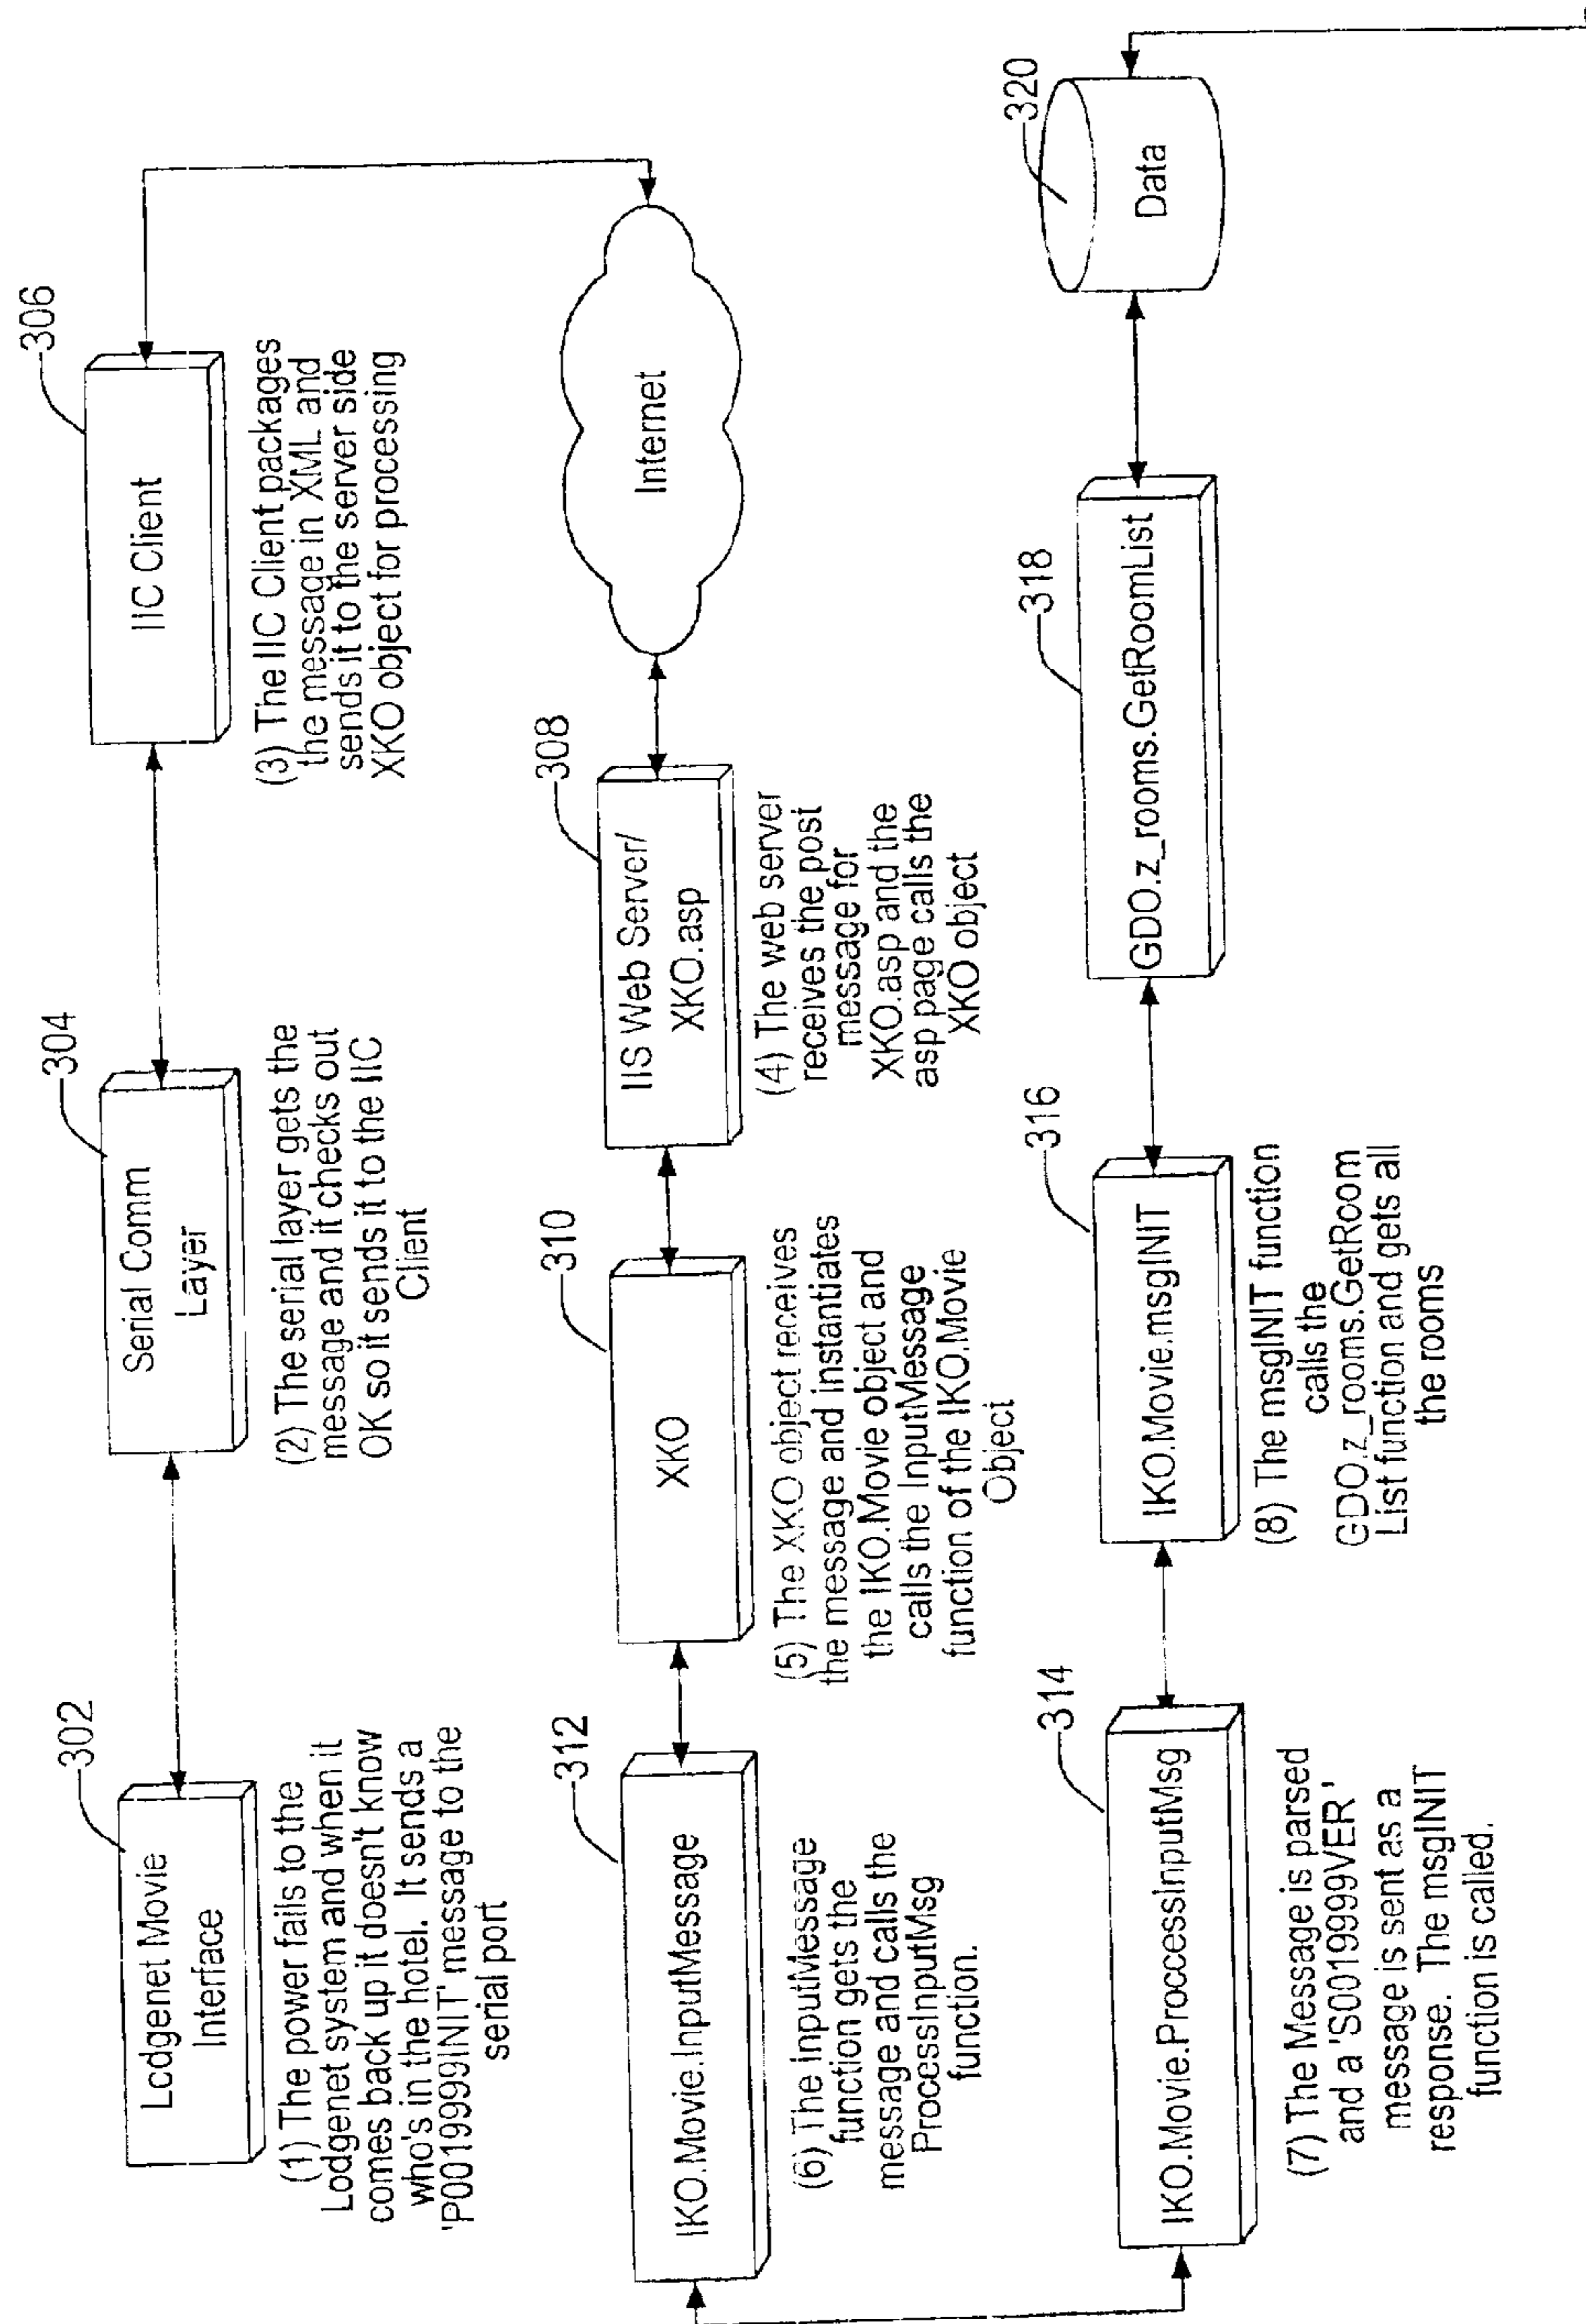 302
Lodgenet Movie
Interface
(1) The power fails to the
Lodgenet system and when it
comes back up it doesn't know
who's in the hotel. It sends a
'P0019999INIT' message to the
serial port
304
Serial Comm
Layer
(2) The serial layer gets the
message and it checks out
OK so it sends it to the IIC
Client
306
IIC Client
(3) The IIC Client packages
the message in XML and
sends it to the server side
XKO object for processing
Internet
308
IIS Web Server/
XKO.asp
(4) The web server
receives the post
message for
XKO.asp and the
asp page calls the
XKO object
310
XKO
(5) The XKO object receives
the message and instantiates
the IKO.Movie object and
calls the InputMessage
function of the IKO.Movie
Object
312
IKO.Movie.InputMessage
(6) The InputMessage
function gets the
message and calls the
ProcessInputMsg
function.
314
IKO.Movie.ProccessInputMsg
(7) The Message is parsed
and a 'S0019999VER '
message is sent as a
response. The msgINIT
function is called.
316
IKO.Movie.msgINIT
(8) The msgINIT function
calls the
GDO.z_rooms.GetRoom
List function and gets all
the rooms
318
GDO.z_rooms.GetRoomList
320
Data